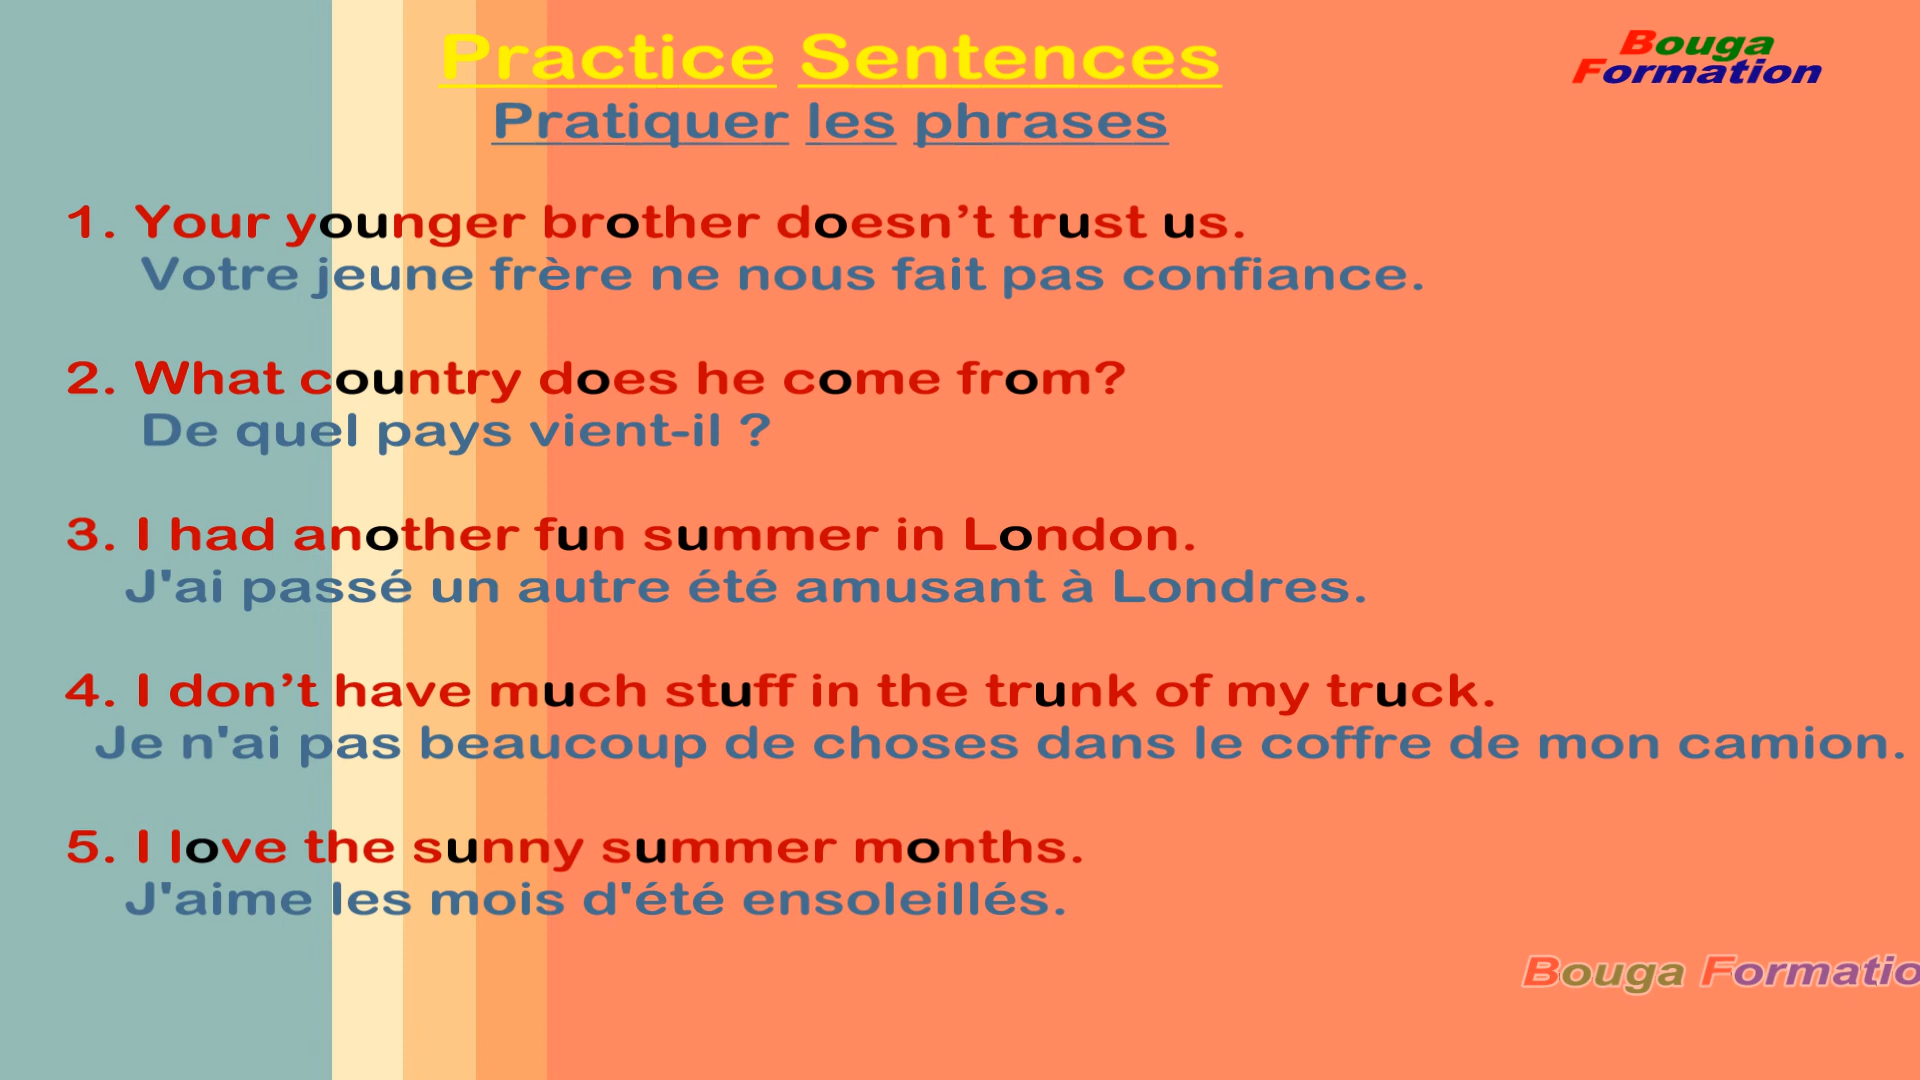 Practice Sentences
Bouga
Formation
Pratiquer les phrases
1. Your younger brother doesn’t trust us.
Votre jeune frère ne nous fait pas confiance.
2. What country does he come from?
De quel pays vient-il ?
3. I had another fun summer in London.
J'ai passé un autre été amusant à Londres.
4. I don’t have much stuff in the trunk of my truck.
Je n'ai pas beaucoup de choses dans le coffre de mon camion.
5. I love the sunny summer months.
J'aime les mois d'été ensoleillés.
Bouga Formatio